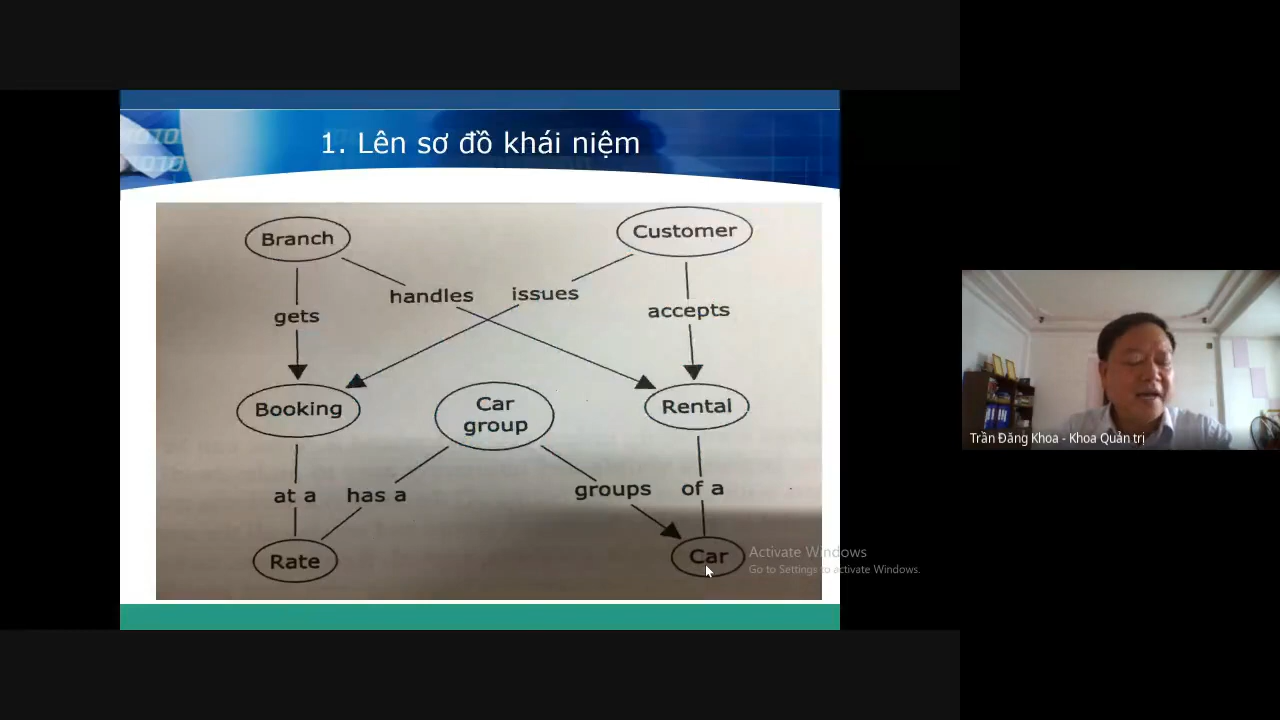 1. Lên sơ đồ khái niệm
Branch
Customer
handles
issues
gets
accepts
Booking
Car
group
Rental
at a
has a
groups
of a
Rate
Car
Activate Windows
Go to Settings to activate Windows.
Trần Đăng Khoa - Khoa Quản trị